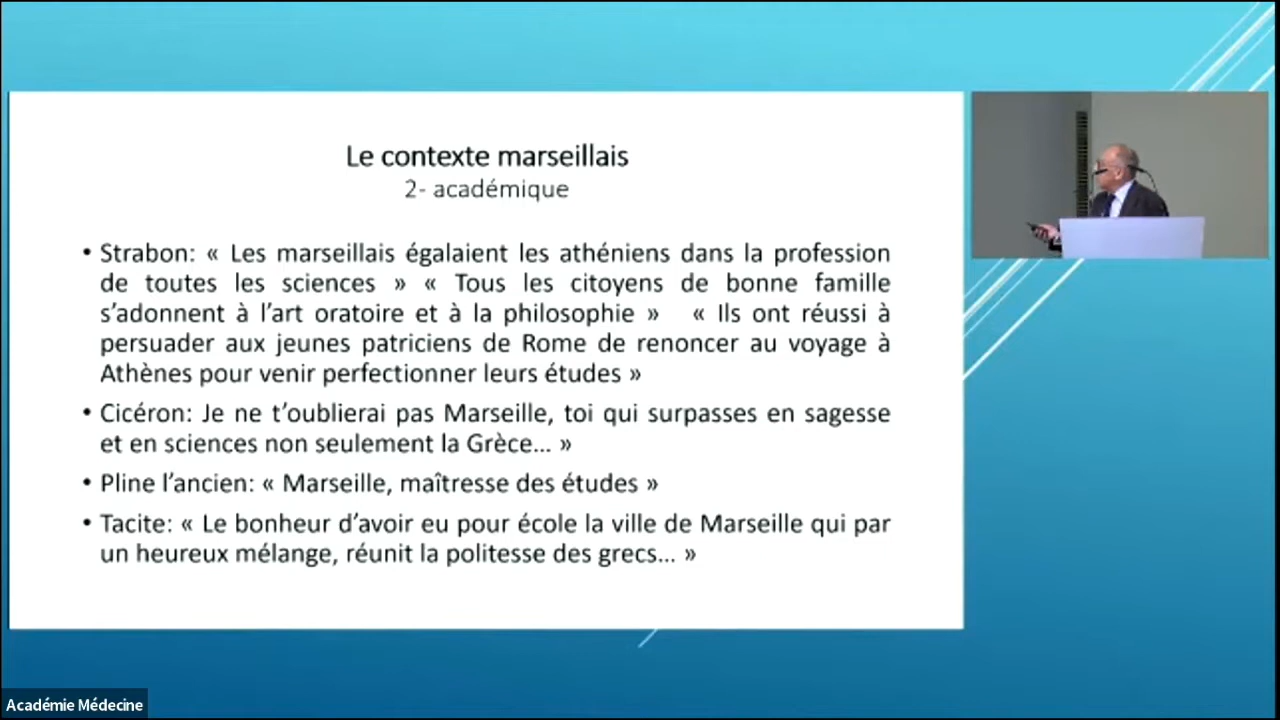 Le contexte marseillais
2- académique
• Strabon: « Les marseillais égalaient les athéniens dans la profession
de toutes les sciences » « Tous les citoyens de bonne famille
s’adonnent à l’art oratoire et à la philosophie » « Ils ont réussi à
persuader aux jeunes patriciens de Rome de renoncer au voyage à
Athènes pour venir perfectionner leurs études »
• Cicéron: Je ne t’oublierai pas Marseille, toi qui surpasses en sagesse
et en sciences non seulement la Grèce... »
• Pline l’ancien: « Marseille, maîtresse des études »
• Tacite: « Le bonheur d’avoir eu pour école la ville de Marseille qui par
un heureux mélange, réunit la politesse des grecs... »
Académie Médecine